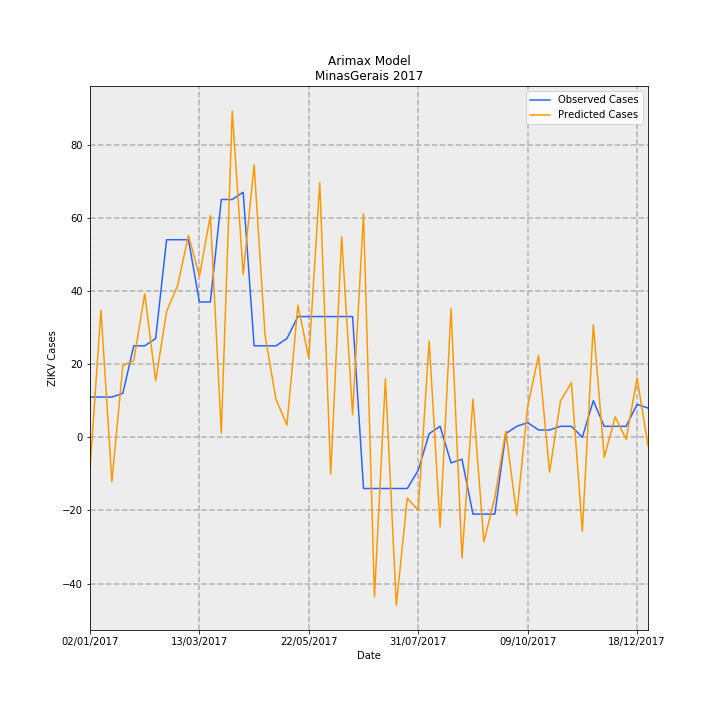 Arimax Model
MinasGerais 2017
Observed Cases
Predicted Cases
ZIKV Cases
80
60
40
20
0
−20
−40
02/01/2017 13/03/2017 22/05/2017 31/07/2017 09/10/2017 18/12/2017
Date